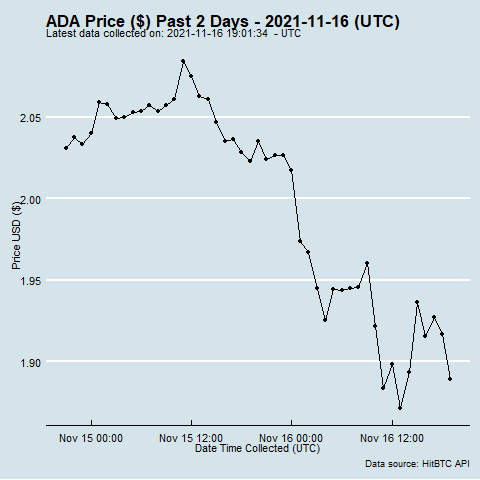 ADA Price ($) Past 2 Days - 2021-11-16 (UTC)
Latest data collected on: 2021-11-16 19:01:34 - UTC
Price USD ($)
2.05
2.00
1.95
1.90
Nov 15 00:00 Nov 15 12:00 Nov 16 00:00 Nov 16 12:00
Date Time Collected (UTC)
Data source: HitBTC API